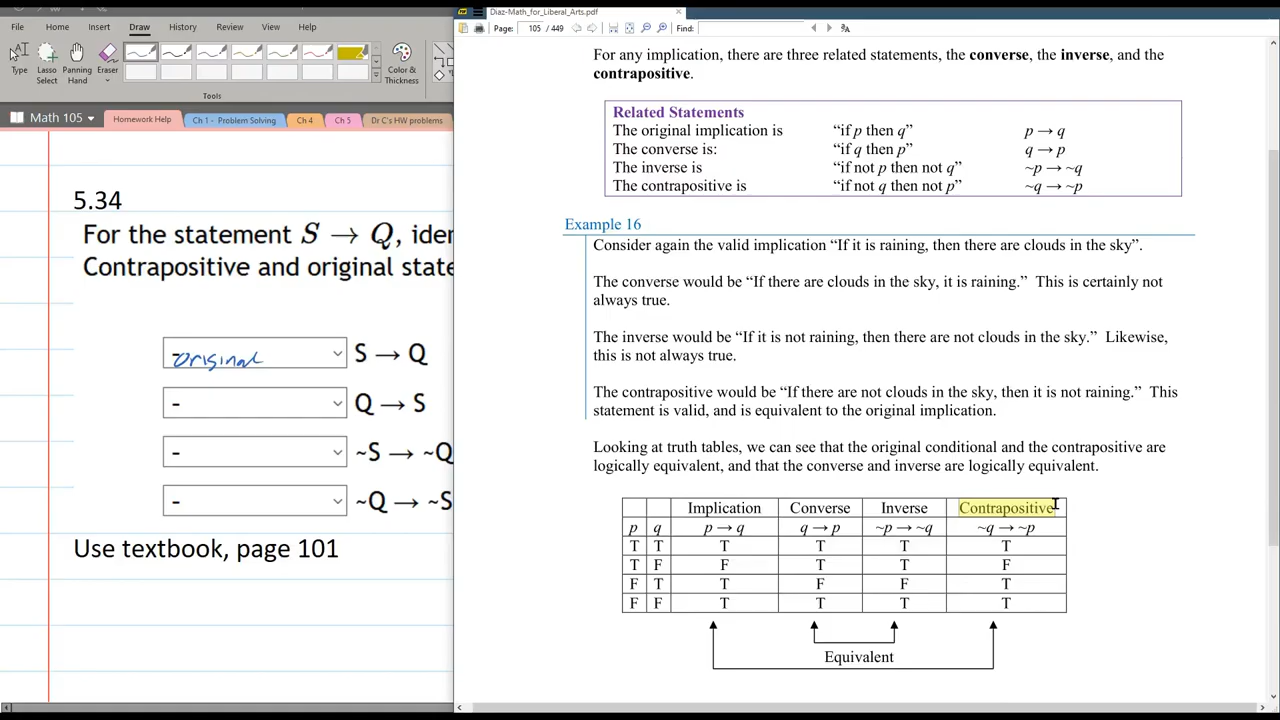 Diaz-Math_for_Liberal_Arts.pdf
Page: 105 / 449 Find:
File Home Insert Draw History Review View Help
Type Lasso Select Panning Hand Eraser Color & Thickness
Tools
Math 105 Homework Help Ch 1 - Problem Solving Ch 4 Ch 5 Dr C's HW problems
5.34
For the statement S → Q, iden
Contrapositive and original state
original S → Q
- Q → S
- ~S → ~Q
- ~Q → ~S
Use textbook, page 101
For any implication, there are three related statements, the converse, the inverse, and the
contrapositive.
Related Statements
The original implication is "if p then q" p → q
The converse is: "if q then p" q → p
The inverse is "if not p then not q" ~p → ~q
The contrapositive is "if not q then not p" ~q → ~p
Example 16
Consider again the valid implication "If it is raining, then there are clouds in the sky".
The converse would be "If there are clouds in the sky, it is raining." This is certainly not
always true.
The inverse would be "If it is not raining, then there are not clouds in the sky." Likewise,
this is not always true.
The contrapositive would be "If there are not clouds in the sky, then it is not raining." This
statement is valid, and is equivalent to the original implication.
Looking at truth tables, we can see that the original conditional and the contrapositive are
logically equivalent, and that the converse and inverse are logically equivalent.
Implication Converse Inverse Contrapositive
p q p → q q → p ~p → ~q ~q → ~p
T T T T T T
T F F T T F
F T T F F T
F F T T T T
Equivalent